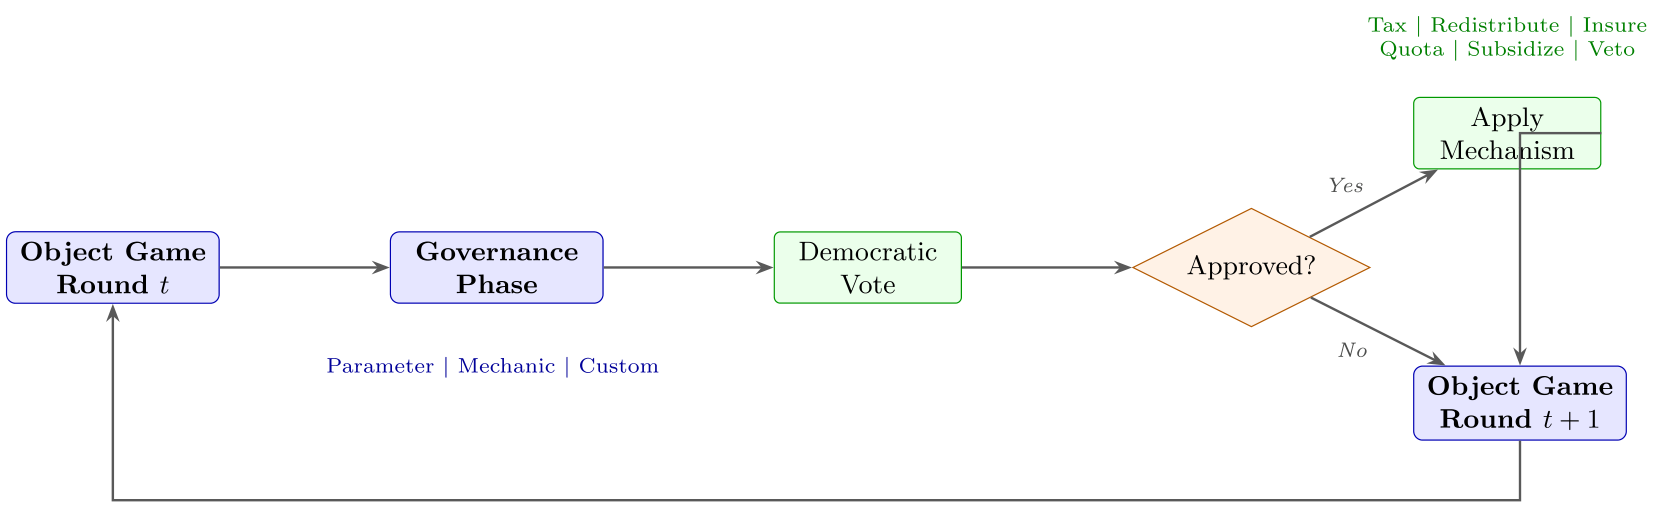 Tax | Redistribute | Insure
Quota | Subsidize | Veto
Apply
Mechanism
Yes
Object Game
Round t
Governance
Phase
Democratic
Vote
Approved?
No
Parameter | Mechanic | Custom
Object Game
Round t + 1